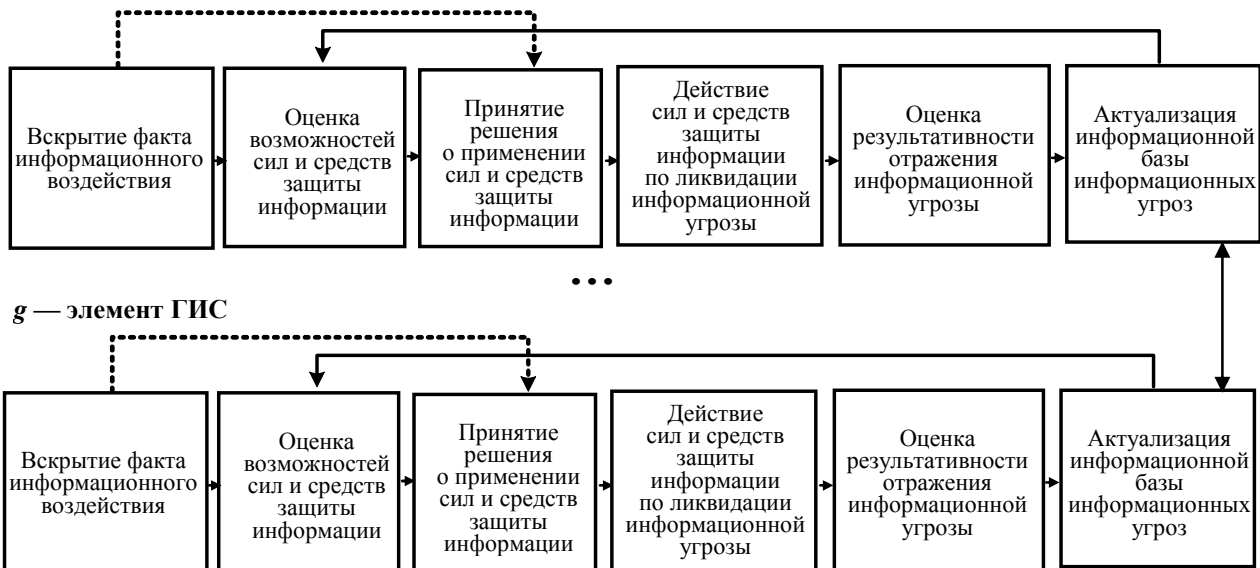 Вскрытие факта
информационного
воздействия
Оценка
возможностей
сил и средств
защиты
информации
Принятие
решения
о применении
сил и средств
защиты
информации
Действие
сил и средств
защиты
информации
по ликвидации
информационной
угрозы
Оценка
результативности
отражения
информационной
угрозы
Актуализация
информационной
базы
информационных
угроз
...
g — элемент ГИС
Вскрытие факта
информационного
воздействия
Оценка
возможностей
сил и средств
защиты
информации
Принятие
решения
о применении
сил и средств
защиты
информации
Действие
сил и средств
защиты
информации
по ликвидации
информационной
угрозы
Оценка
результативности
отражения
информационной
угрозы
Актуализация
информационной
базы
информационных
угроз